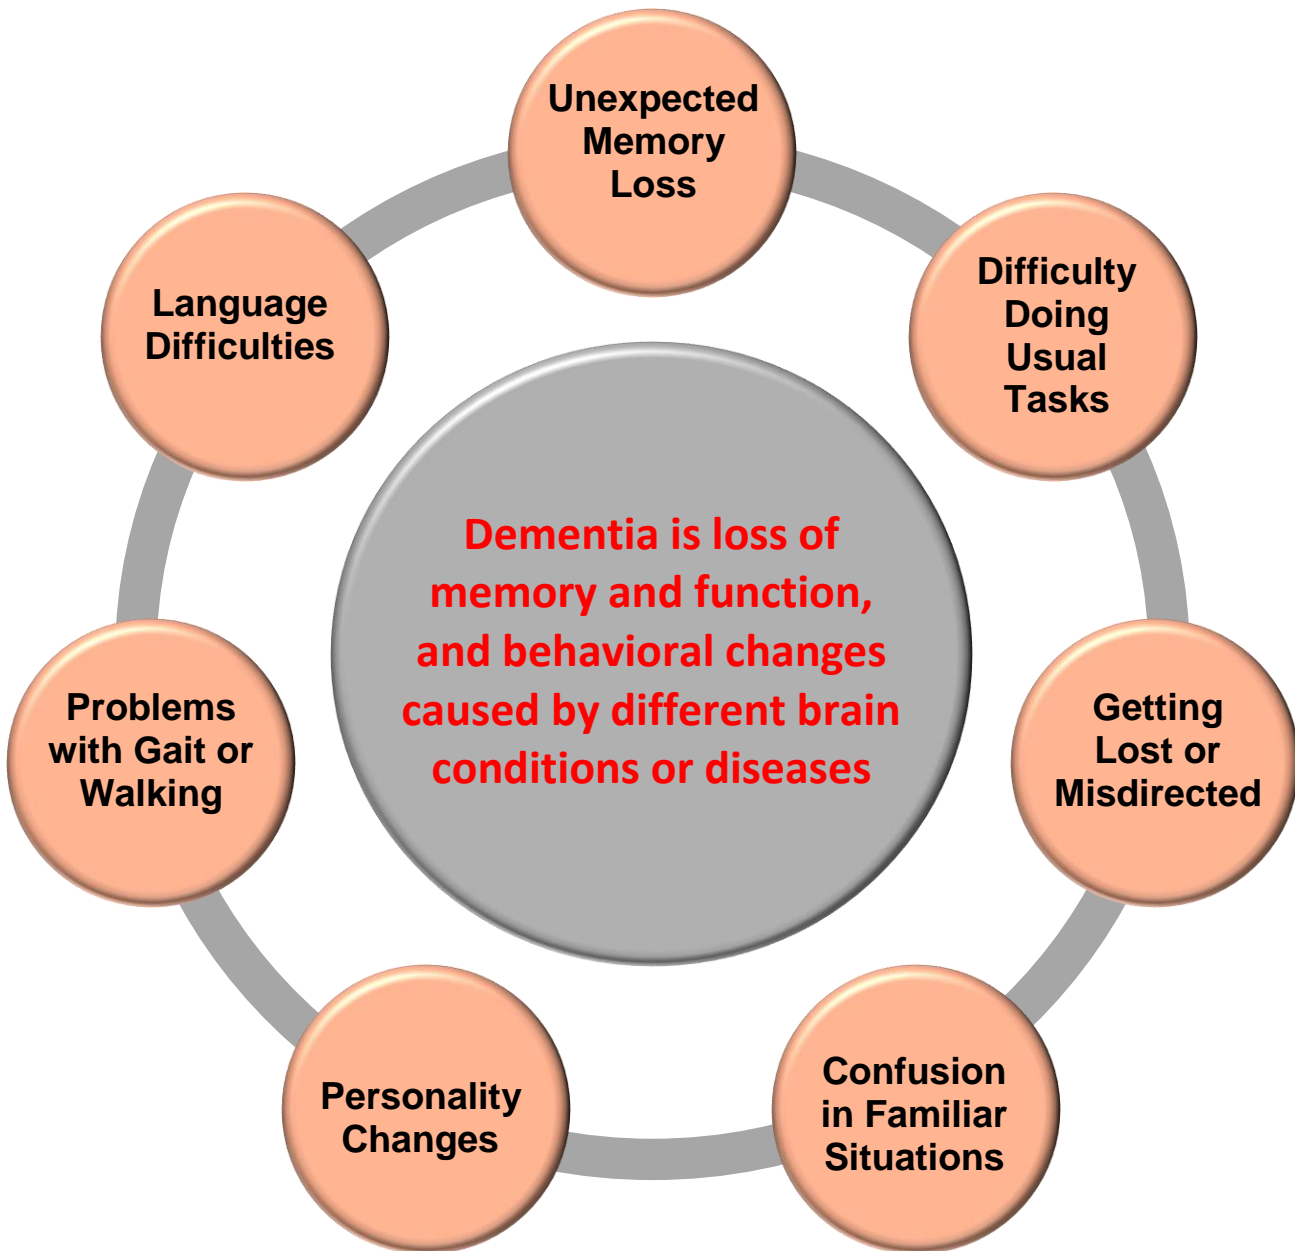 Unexpected
Memory
Loss
Difficulty
Doing
Usual
Tasks
Getting
Lost or
Misdirected
Confusion
in Familiar
Situations
Personality
Changes
Problems
with Gait or
Walking
Language
Difficulties
Dementia is loss of
memory and function,
and behavioral changes
caused by different brain
conditions or diseases